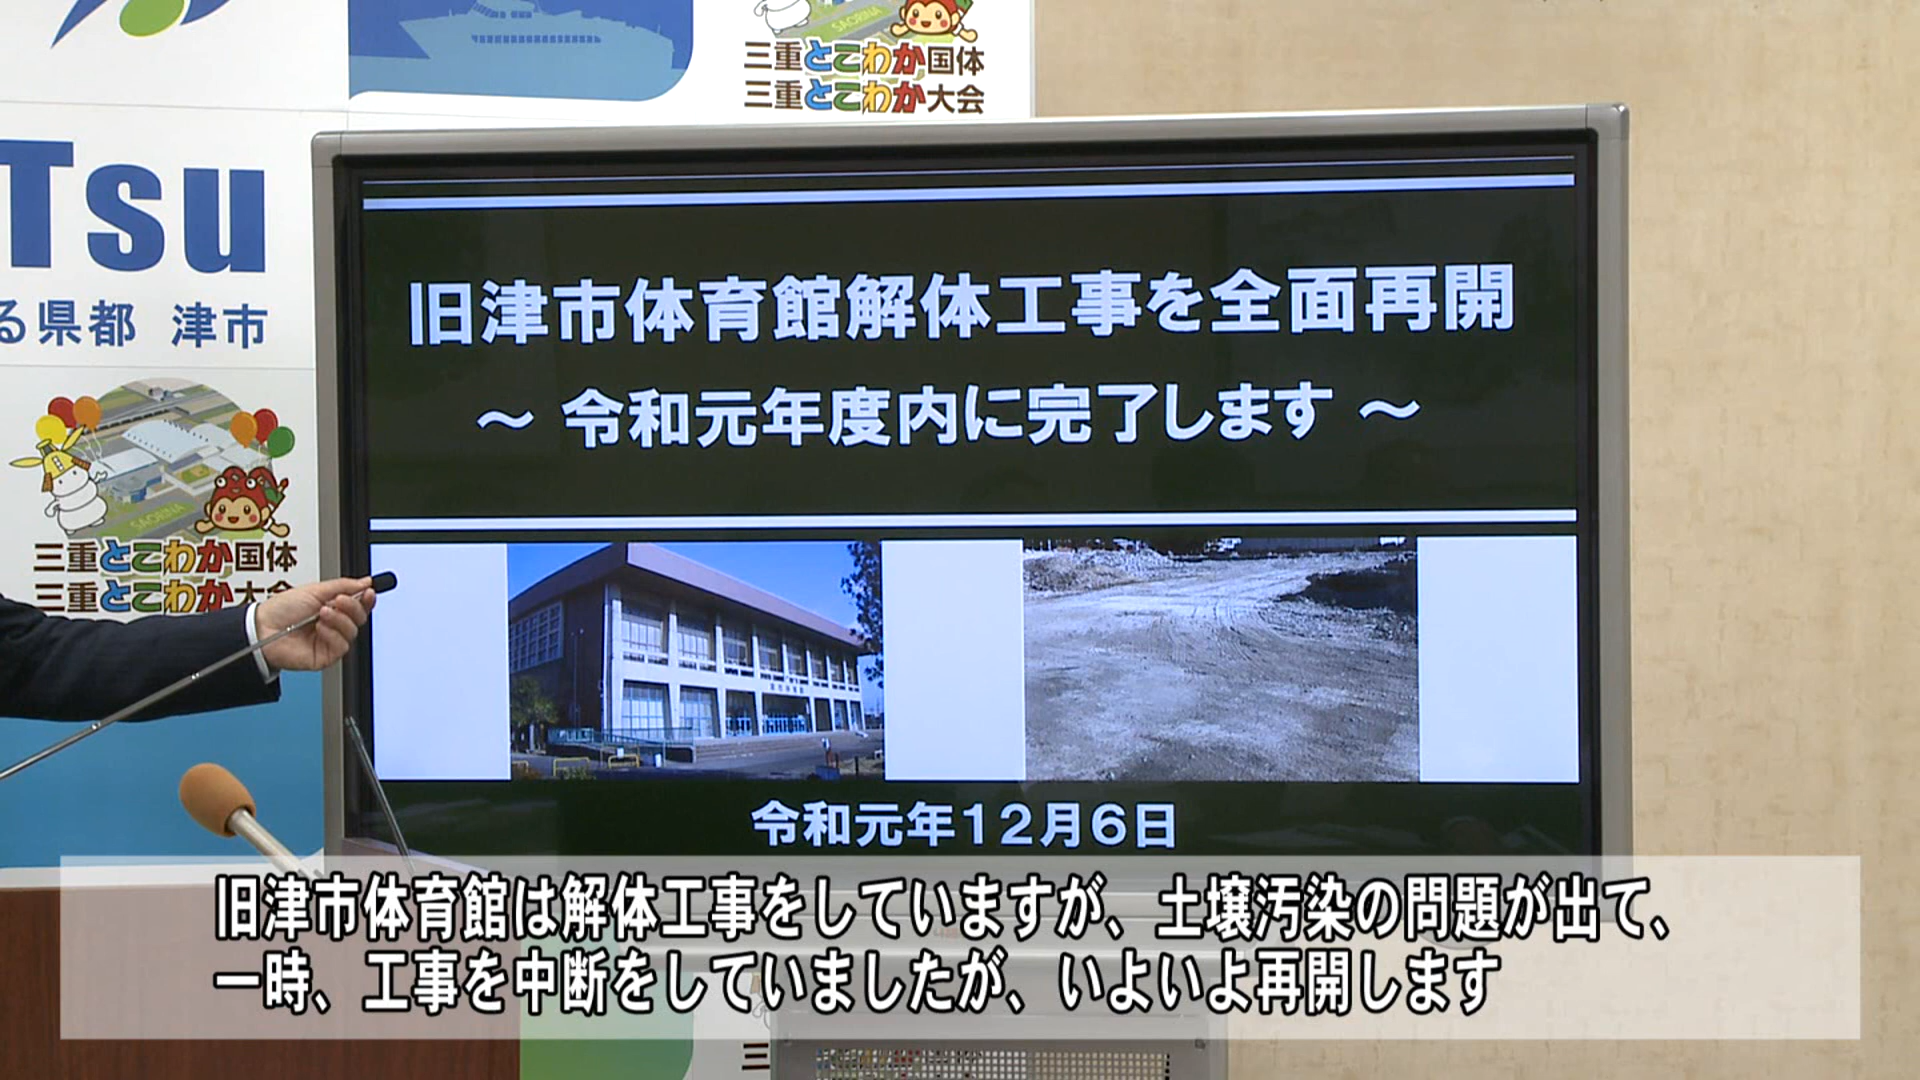 SAORINA
三重とこわか国体
三重とこわか大会
Tsu
る県都 津市
旧津市体育館解体工事を全面再開
～ 令和元年度内に完了します ～
SAORINA
三重とこわか国体
三重とこわか大
令和元年12月6日
旧津市体育館は解体工事をしていますが、土壌汚染の問題が出て、
一時、工事を中断をしていましたが、いよいよ再開します
三